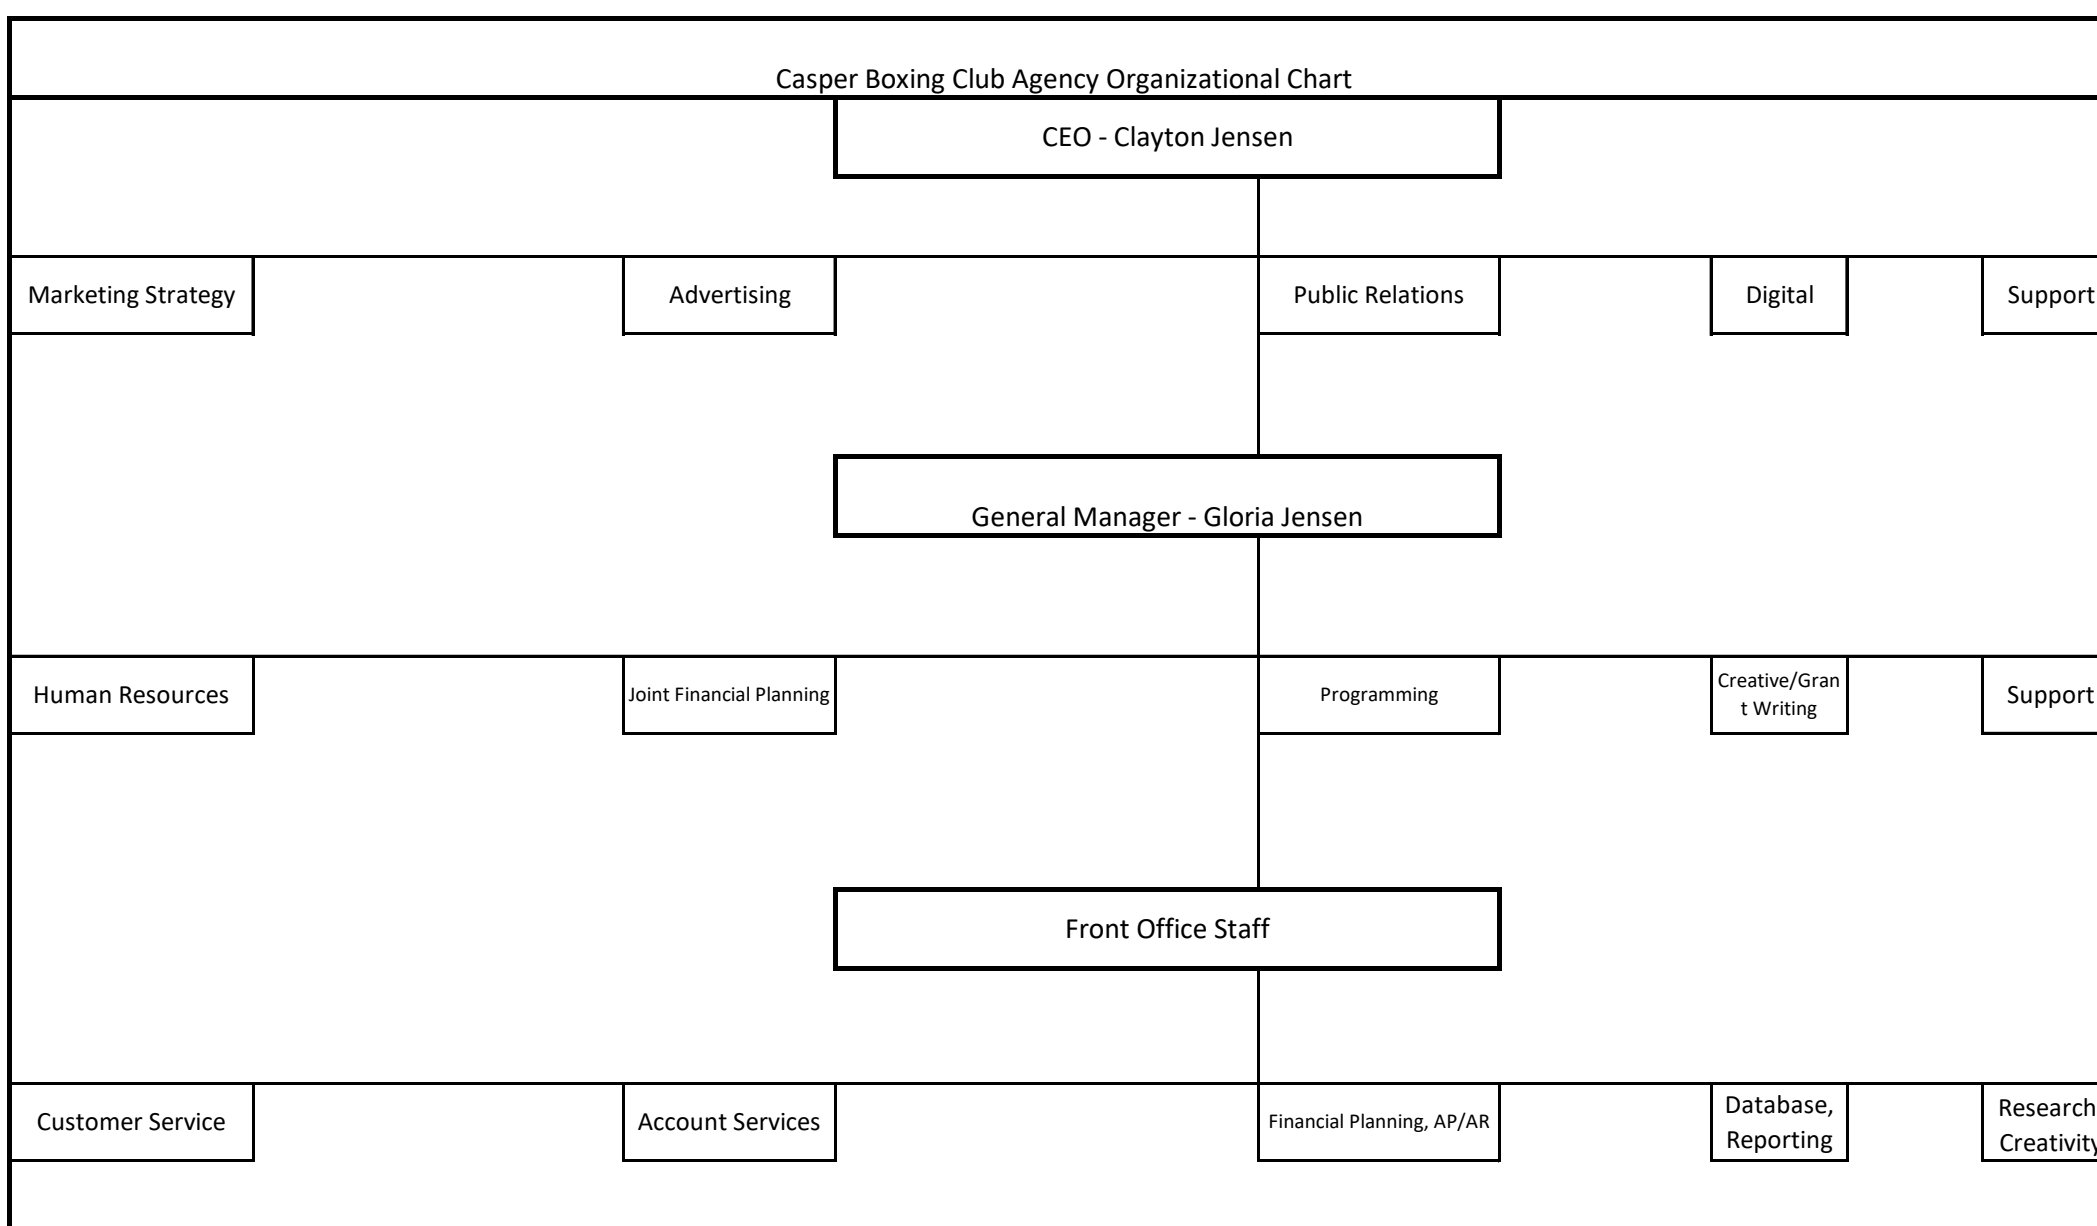 Casper Boxing Club Agency Organizational Chart
CEO - Clayton Jensen
Marketing Strategy
Advertising
Public Relations
Digital
Support
General Manager - Gloria Jensen
Human Resources
Joint Financial Planning
Programming
Creative/Gran
t Writing
Support
Front Office Staff
Customer Service
Account Services
Financial Planning, AP/AR
Database,
Reporting
Research
Creativity